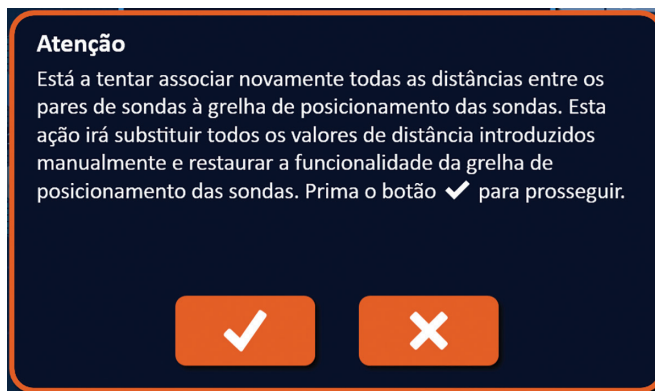 Atenção
Está a tentar associar novamente todas as distâncias entre os
pares de sondas à grelha de posicionamento das sondas. Esta
ação irá substituir todos os valores de distância introduzidos
manualmente e restaurar a funcionalidade da grelha de
posicionamento das sondas. Prima o botão ✔ para prosseguir.